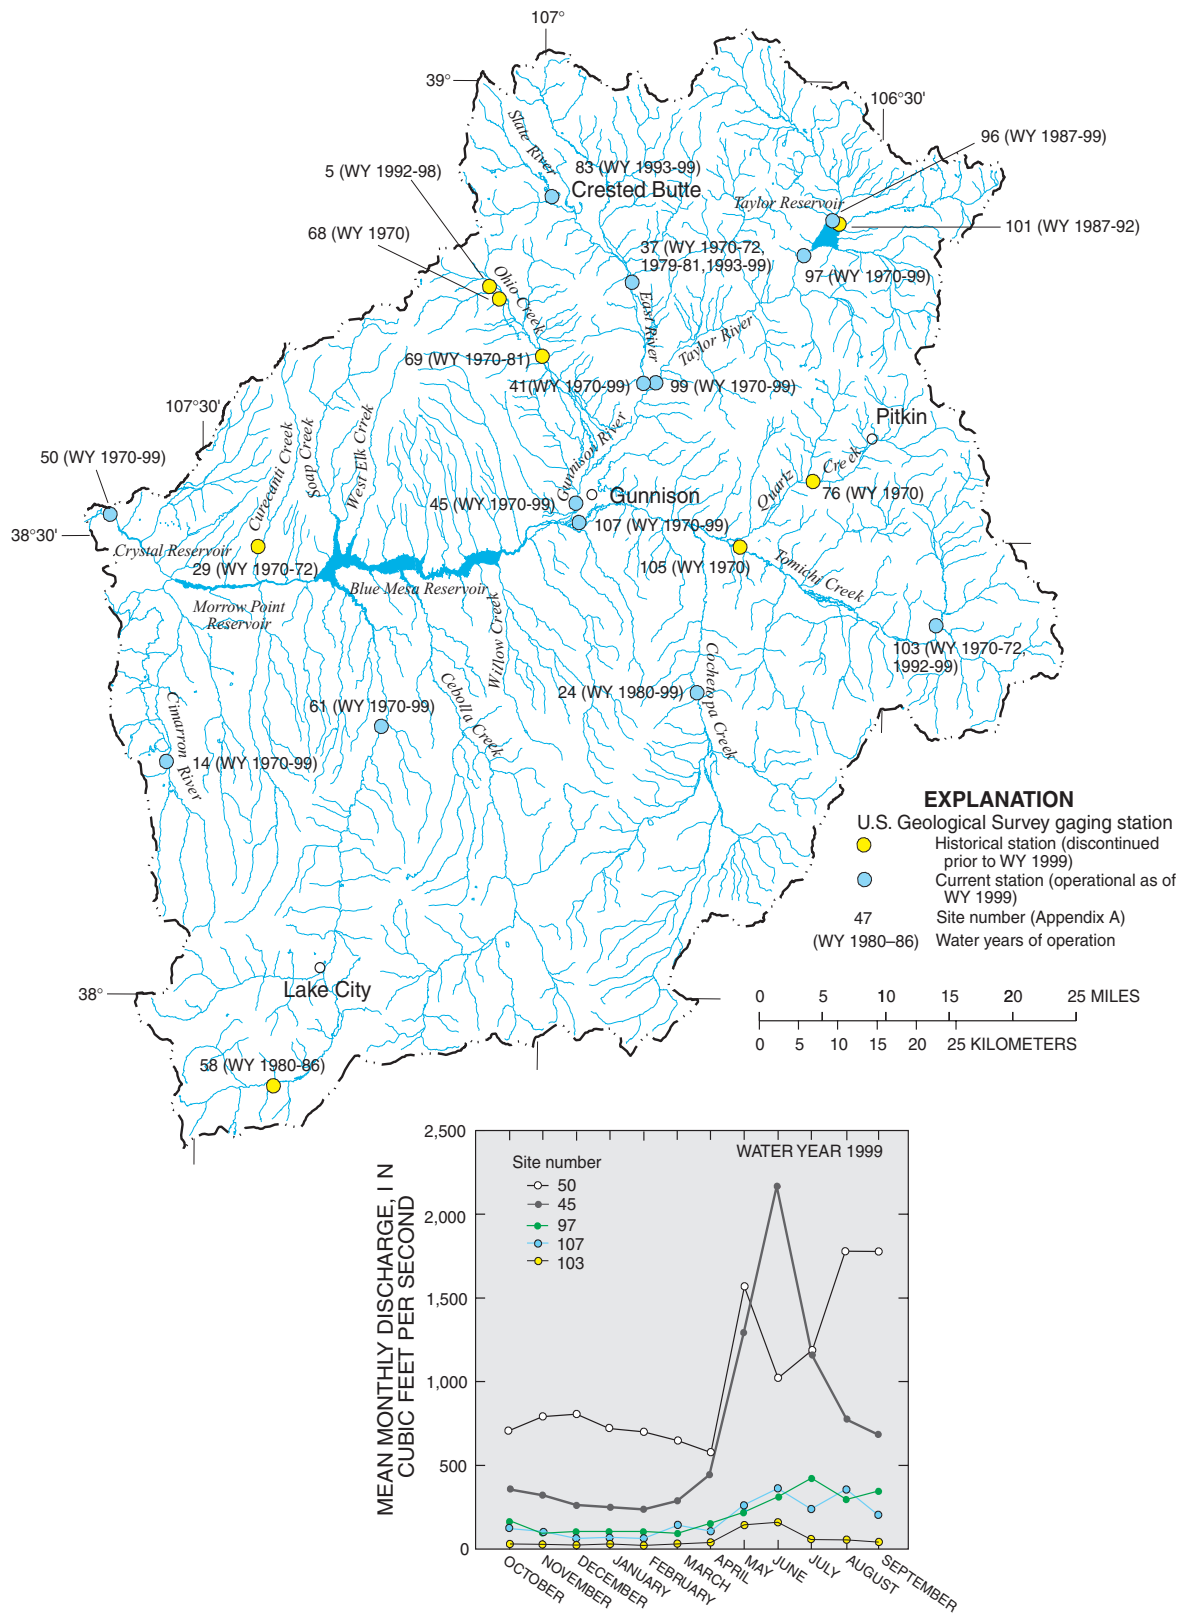 107°
39°
106°30'
96 (WY 1987-99)
Slate River
83 (WY 1993-99)
5 (WY 1992-98)
Crested Butte
Taylor Reservoir
101 (WY 1987-92)
68 (WY 1970)
37 (WY 1970-72,
1979-81,1993-99)
Ohio Creek
97 (WY 1970-99)
East River
Taylor River
69 (WY 1970-81)
41(WY 1970-99)
99 (WY 1970-99)
107°30'
Pitkin
Curecanti Creek
Soap Creek
West Elk Crrek
Gunnison River
50 (WY 1970-99)
Quartz Creek
76 (WY 1970)
45 (WY 1970-99)
Gunnison
107 (WY 1970-99)
38°30'
Crystal Reservoir
29 (WY 1970-72)
105 (WY 1970)
Tomichi Creek
Blue Mesa Reservoir
Morrow Point
Reservoir
Willow Creek
103 (WY 1970-72,
1992-99)
Cochetopa Creek
24 (WY 1980-99)
Cebolla Creek
61 (WY 1970-99)
Cimarron River
14 (WY 1970-99)
EXPLANATION
U.S. Geological Survey gaging station
Historical station (discontinued
prior to WY 1999)
Current station (operational as of
WY 1999)
47 Site number (Appendix A)
(WY 1980–86) Water years of operation
Lake City
38°
0 5 10 15 20 25 MILES
0 5 10 15 20 25 KILOMETERS
58 (WY 1980-86)
MEAN MONTHLY DISCHARGE, I N
CUBIC FEET PER SECOND
2,500
2,000
1,500
1,000
500
0
WATER YEAR 1999
Site number
50
45
97
107
103
OCTOBER
NOVEMBER
DECEMBER
JANUARY
FEBRUARY
MARCH
APRIL
MAY
JUNE
JULY
AUGUST
SEPTEMBER